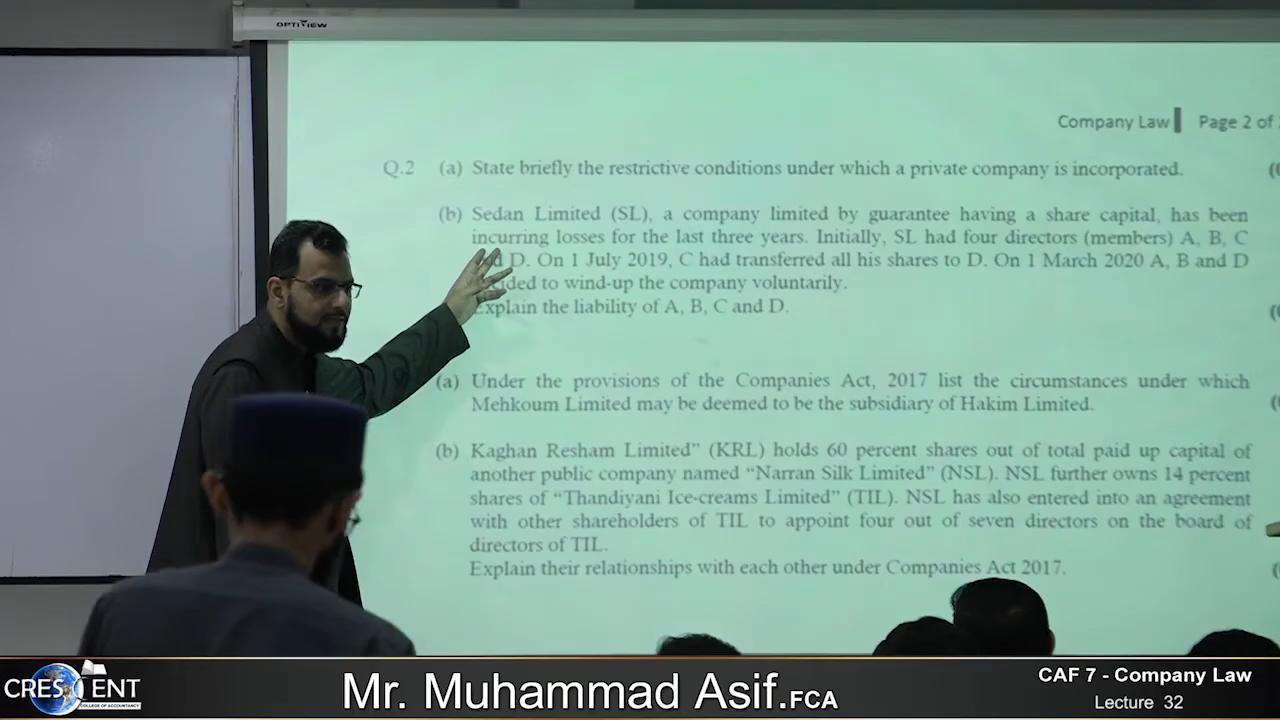 OPTIVIEW
Company Law Page 2 of
Q.2 (a) State briefly the restrictive conditions under which a private company is incorporated.
(b) Sedan Limited (SL), a company limited by guarantee having a share capital, has been
incurring losses for the last three years. Initially, SL had four directors (members) A, B, C
D. On 1 July 2019, C had transferred all his shares to D. On 1 March 2020 A, B and D
to wind-up the company voluntarily.
Explain the liability of A, B, C and D.
(a) Under the provisions of the Companies Act, 2017 list the circumstances under which
Mehkoum Limited may be deemed to be the subsidiary of Hakim Limited.
(b) Kaghan Resham Limited” (KRL) holds 60 percent shares out of total paid up capital of
another public company named “Narran Silk Limited” (NSL). NSL further owns 14 percent
shares of “Thandiyani Ice-creams Limited” (TIL). NSL has also entered into an agreement
with other shareholders of TIL to appoint four out of seven directors on the board of
directors of TIL.
Explain their relationships with each other under Companies Act 2017.
CRESCENT
COLLEGE OF ACCOUNTANCY
Mr. Muhammad Asif.FCA
CAF 7 - Company Law
Lecture 32